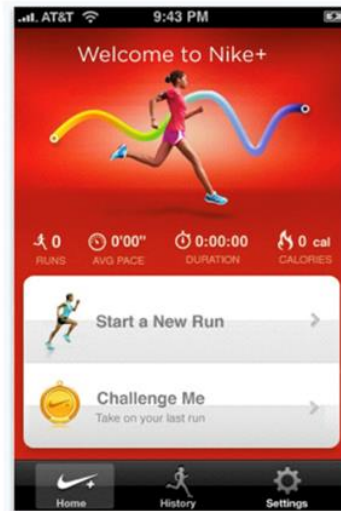 AT&T 9:43 PM
Welcome to Nike+
0 0'00" 0:00:00 0 cal
RUNS AVG PACE DURATION CALORIES
Start a New Run
Challenge Me
Take on your last run
Home History Settings